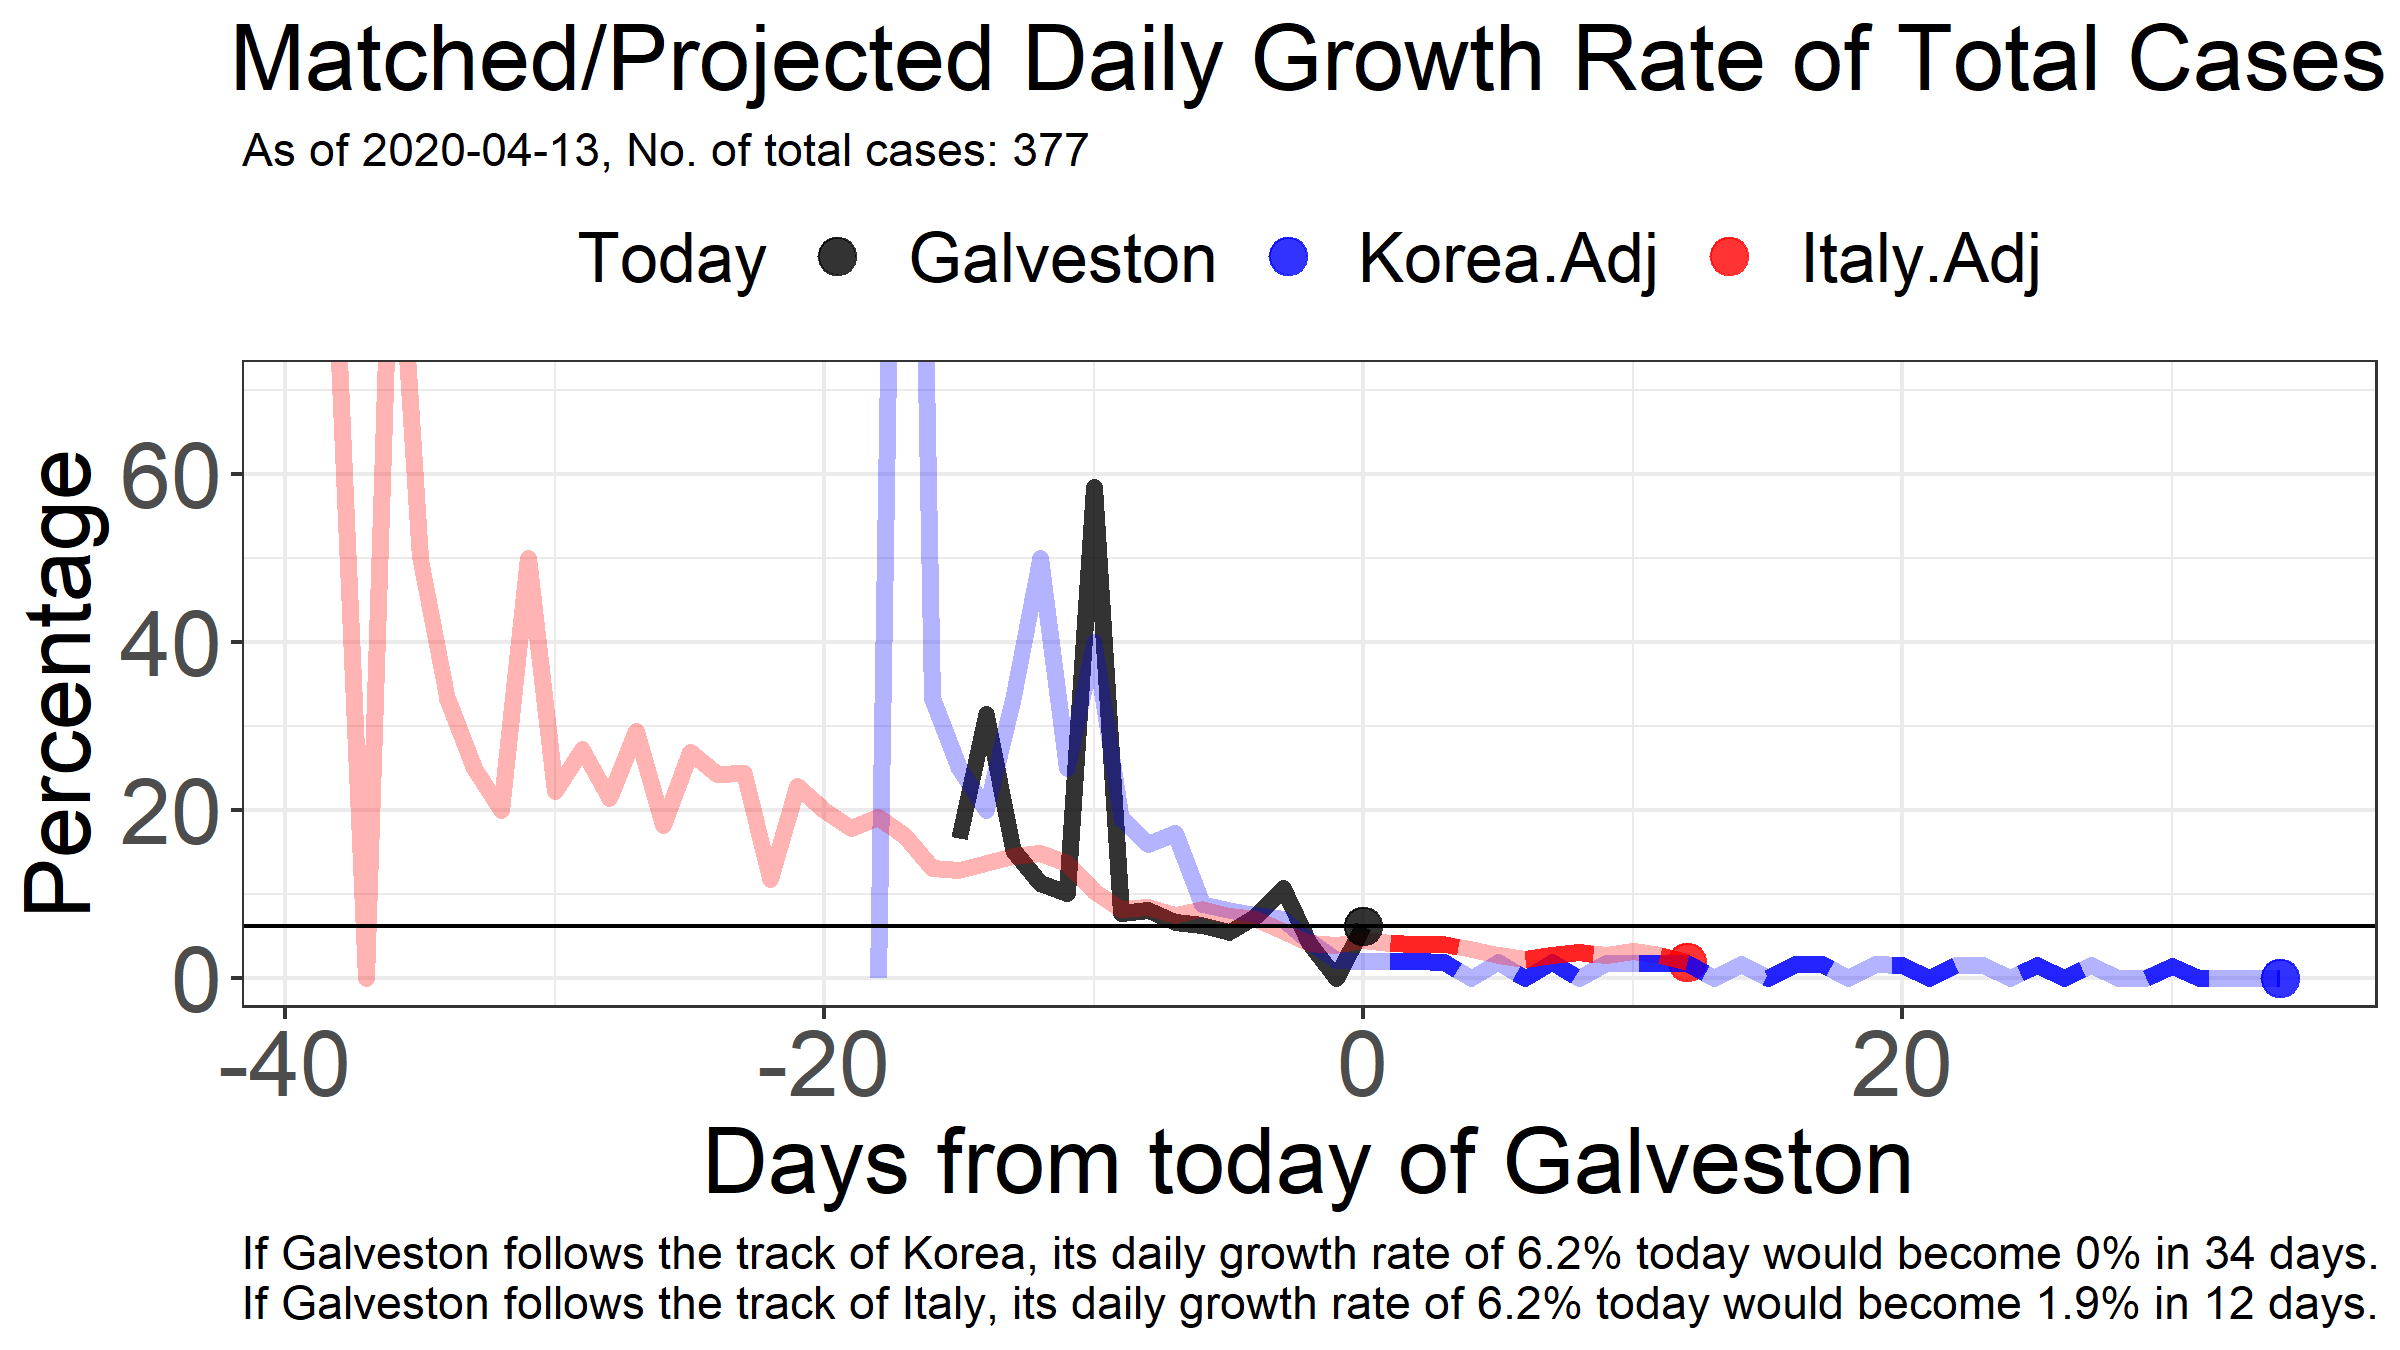 Matched/Projected Daily Growth Rate of Total Cases
As of 2020-04-13, No. of total cases: 377
Today Galveston Korea.Adj Italy.Adj
Percentage
60
40
20
0
-40 -20 0 20
Days from today of Galveston
If Galveston follows the track of Korea, its daily growth rate of 6.2% today would become 0% in 34 days.
If Galveston follows the track of Italy, its daily growth rate of 6.2% today would become 1.9% in 12 days.